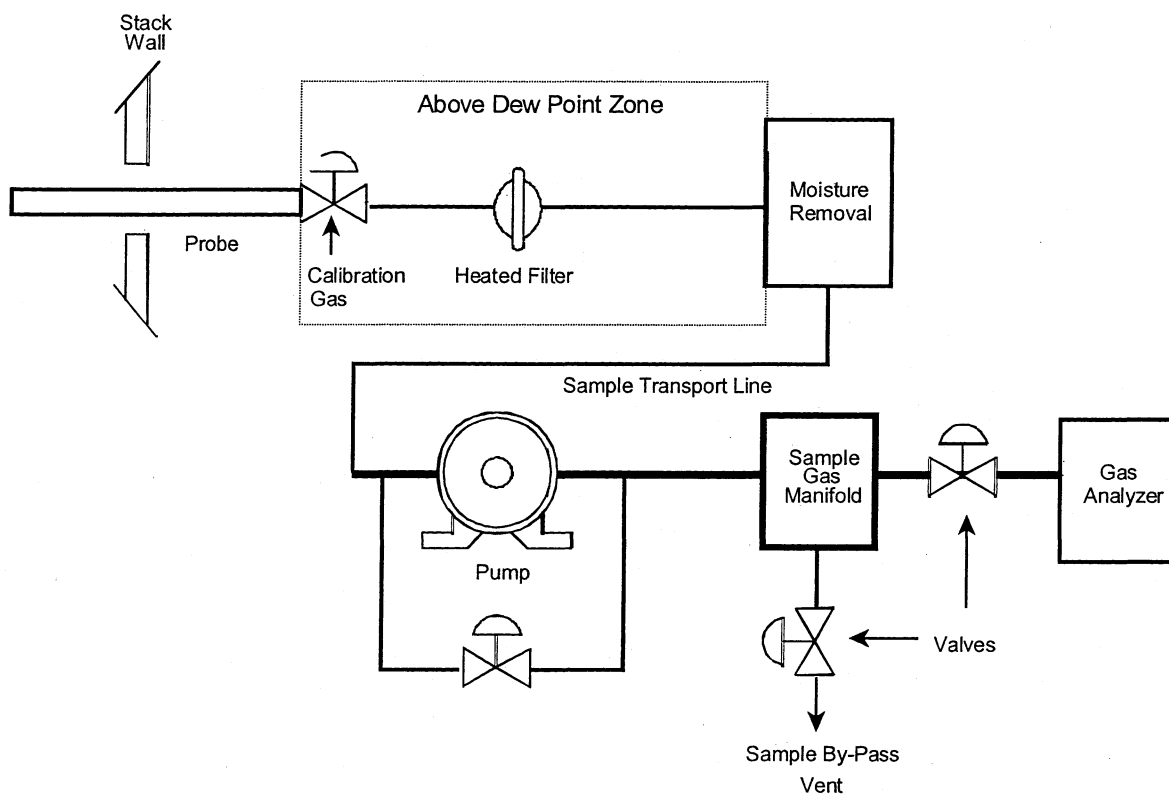 Stack
Wall
Above Dew Point Zone
Moisture
Removal
Probe
Calibration
Gas
Heated Filter
Sample Transport Line
Sample
Gas
Manifold
Gas
Analyzer
Pump
Valves
Sample By-Pass
Vent